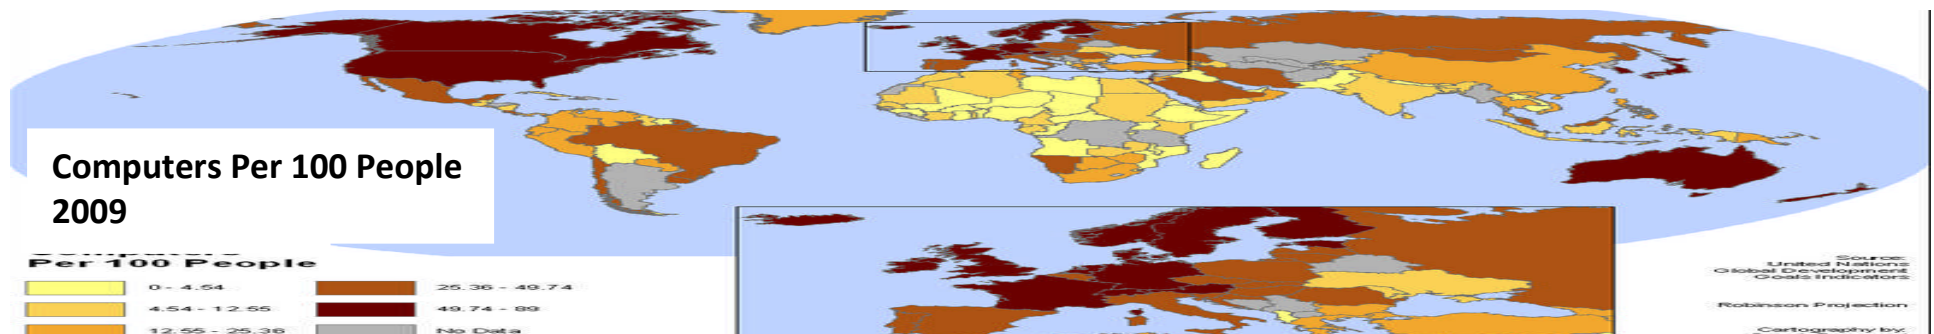 Computers Per 100 People
2009
Per 100 People
0 - 4.54
4.54 - 12.55
12.55 - 25.36
25.36 - 49.74
49.74 - 89
No Data
Source:
United Nations
Global Development
Goals Indicators
Robinson Projection
Cartography by: